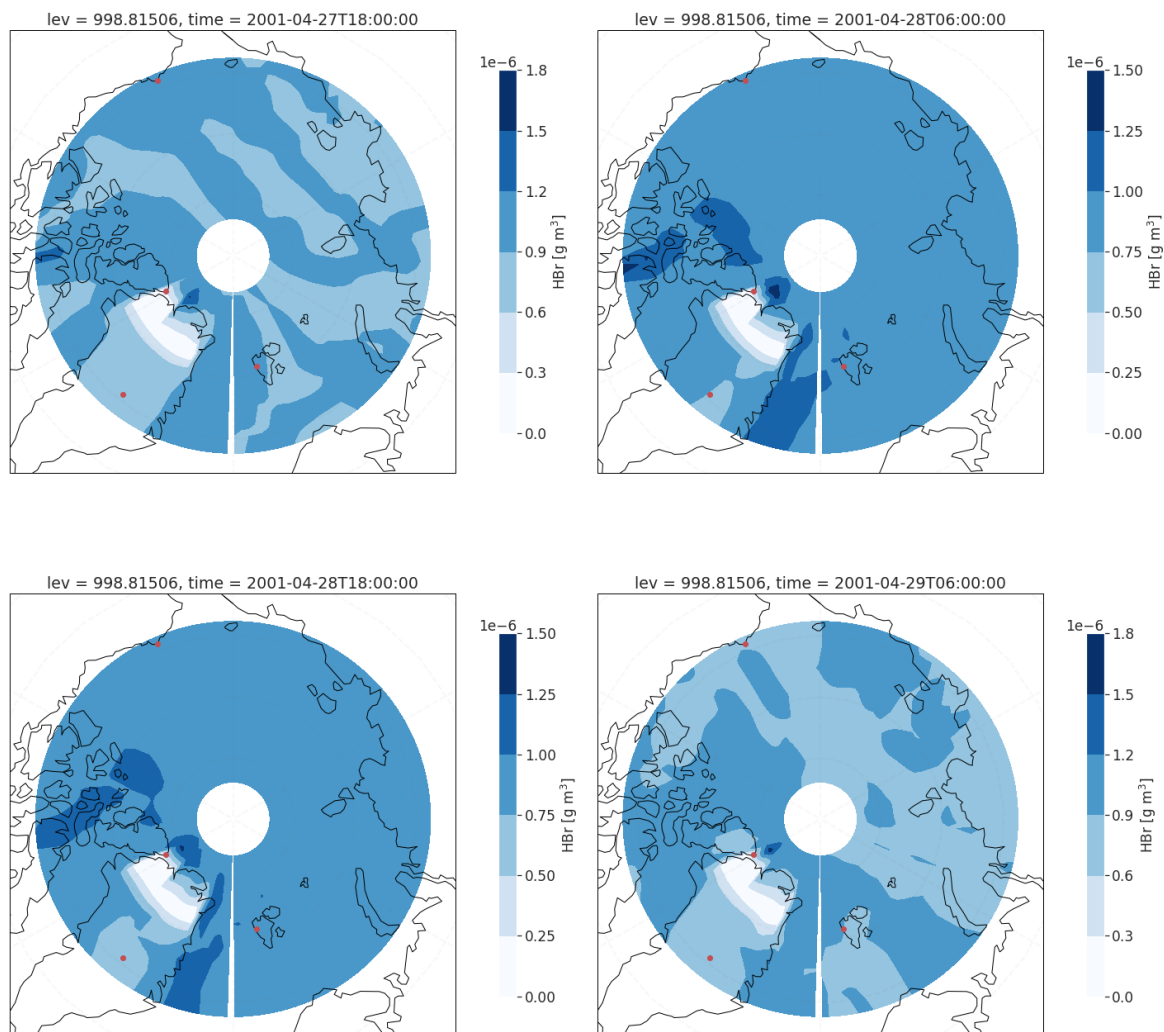 lev = 998.81506, time = 2001-04-27T18:00:00
1e−6
1.8
1.5
1.2
0.9
0.6
0.3
0.0
HBr [g m³]
lev = 998.81506, time = 2001-04-28T06:00:00
1e−6
1.50
1.25
1.00
0.75
0.50
0.25
0.00
HBr [g m³]
lev = 998.81506, time = 2001-04-28T18:00:00
1e−6
1.50
1.25
1.00
0.75
0.50
0.25
0.00
HBr [g m³]
lev = 998.81506, time = 2001-04-29T06:00:00
1e−6
1.8
1.5
1.2
0.9
0.6
0.3
0.0
HBr [g m³]